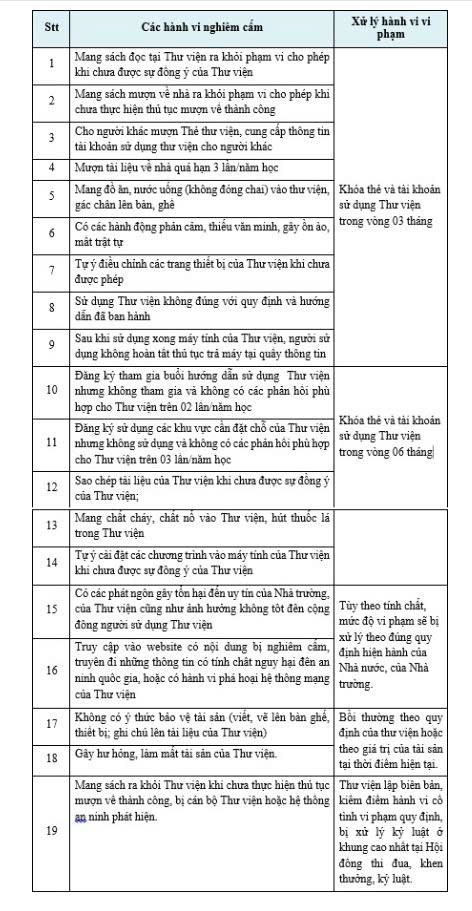 Stt
Các hành vi nghiêm cấm
Xử lý hành vi vi
phạm
1
Mang sách đọc tại Thư viện ra khỏi phạm vi cho phép
khi chưa được sự đồng ý của Thư viện
2
Mang sách mượn về nhà ra khỏi phạm vi cho phép khi
chưa thực hiện thủ tục mượn về thành công
3
Cho người khác mượn Thẻ thư viện, cung cấp thông tin
tài khoản sử dụng thư viện cho người khác
4
Mượn tài liệu về nhà quá hạn 3 lần/năm học
5
Mang đồ ăn, nước uống (không đóng chai) vào thư viện,
gác chân lên bàn, ghế
6
Có các hành động phản cảm, thiếu văn minh, gây ồn ào,
mất trật tự
7
Tự ý điều chỉnh các trang thiết bị của Thư viện khi chưa
được phép
8
Sử dụng Thư viện không đúng với quy định và hướng
dẫn đã ban hành
9
Sau khi sử dụng xong máy tính của Thư viện, người sử
dụng không hoàn tất thủ tục trả máy tại quầy thông tin
Khóa thẻ và tài khoản
sử dụng Thư viện
trong vòng 03 tháng
10
Đăng ký tham gia buổi hướng dẫn sử dụng Thư viện
nhưng không tham gia và không có các phản hồi phù
hợp cho Thư viện trên 02 lần/năm học
11
Đăng ký sử dụng các khu vực cần đặt chỗ của Thư viện
nhưng không sử dụng và không có các phản hồi phù hợp
cho Thư viện trên 03 lần/năm học
12
Sao chép tài liệu của Thư viện khi chưa được sự đồng ý
của Thư viện;
Khóa thẻ và tài khoản
sử dụng Thư viện
trong vòng 06 tháng
13
Mang chất cháy, chất nổ vào Thư viện, hút thuốc lá
trong Thư viện
14
Tự ý cài đặt các chương trình vào máy tính của Thư viện
khi chưa được sự đồng ý của Thư viện
15
Có các phát ngôn gây tổn hại đến uy tín của Nhà trường,
của Thư viện cũng như ảnh hưởng không tôt đên cộng
đồng người sử dụng Thư viện
16
Truy cập vào website có nội dung bị nghiêm cấm,
truyền đi những thông tin có tính chất nguy hại đến an
ninh quốc gia, hoặc có hành vi phá hoại hệ thống mạng
của Thư viện
Tùy theo tính chất,
mức độ vi phạm sẽ bị
xử lý theo đúng quy
định hiện hành của
Nhà nước, của Nhà
trường.
17
Không có ý thức bảo vệ tài sản (viết, vẽ lên bàn ghế,
thiết bị; ghi chú lên tài liệu của Thư viện)
18
Gây hư hỏng, làm mất tài sản của Thư viện.
Bồi thường theo quy
định của thư viện hoặc
theo giá trị của tài sản
tại thời điểm hiện tại.
19
Mang sách ra khỏi Thư viện khi chưa thực hiện thủ tục
mượn về thành công, bị cán bộ Thư viện hoặc hệ thống
an ninh phát hiện.
Thư viện lập biên bản,
kiểm điểm hành vi cố
tình vi phạm quy định,
bị xử lý kỷ luật ở
khung cao nhất tại Hội
đồng thi đua, khen
thưởng, kỷ luật.